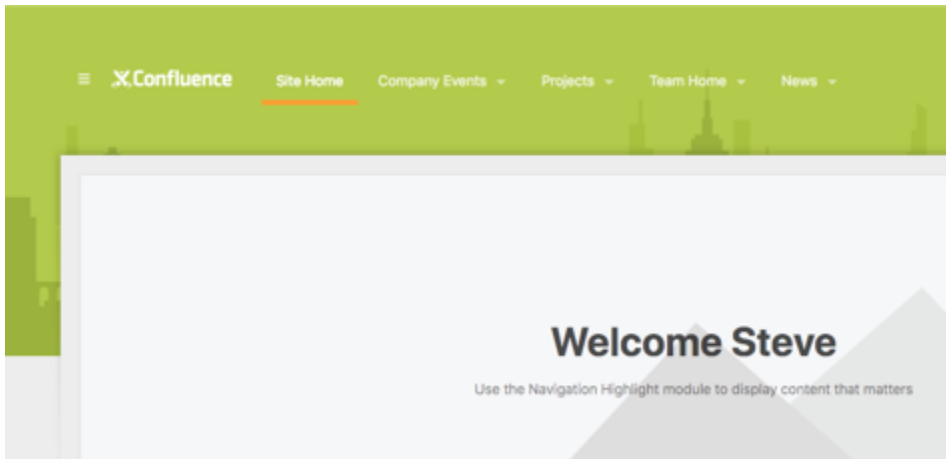 Confluence Site Home Company Events Projects Team Home News
Welcome Steve
Use the Navigation Highlight module to display content that matters